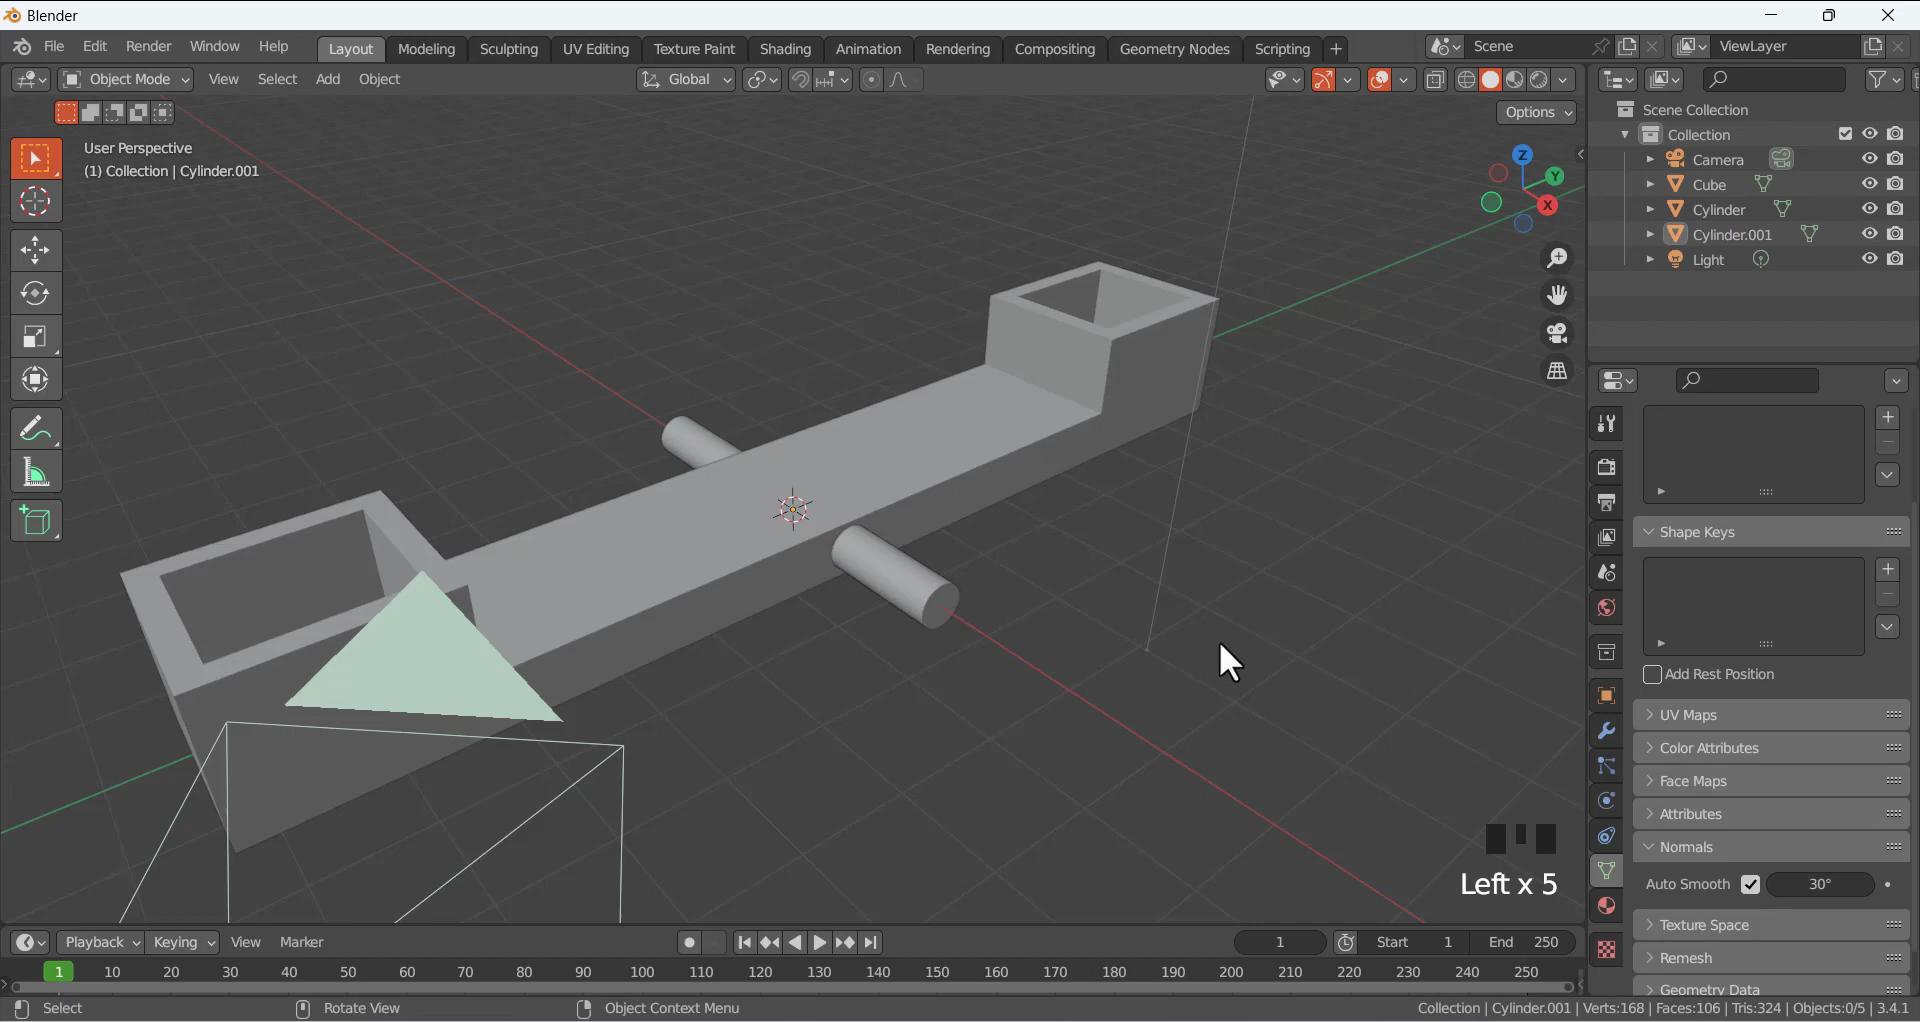 Blender
File Edit Render Window Help
Layout Modeling Sculpting UV Editing Texture Paint Shading Animation Rendering Compositing Geometry Nodes Scripting +
Scene
ViewLayer
Object Mode View Select Add Object
Global
Options
User Perspective
(1) Collection | Cylinder.001
Z
Y
X
Scene Collection
Collection
Camera
Cube
Cylinder
Cylinder.001
Light
Shape Keys
Add Rest Position
UV Maps
Color Attributes
Face Maps
Attributes
Normals
Auto Smooth 30°
Texture Space
Remesh
Geometry Data
Left x 5
Playback Keying View Marker
1 Start 1 End 250
1 10 20 30 40 50 60 70 80 90 100 110 120 130 140 150 160 170 180 190 200 210 220 230 240 250
Select Rotate View Object Context Menu
Collection | Cylinder.001 | Verts:168 | Faces:106 | Tris:324 | Objects:0/5 | 3.4.1